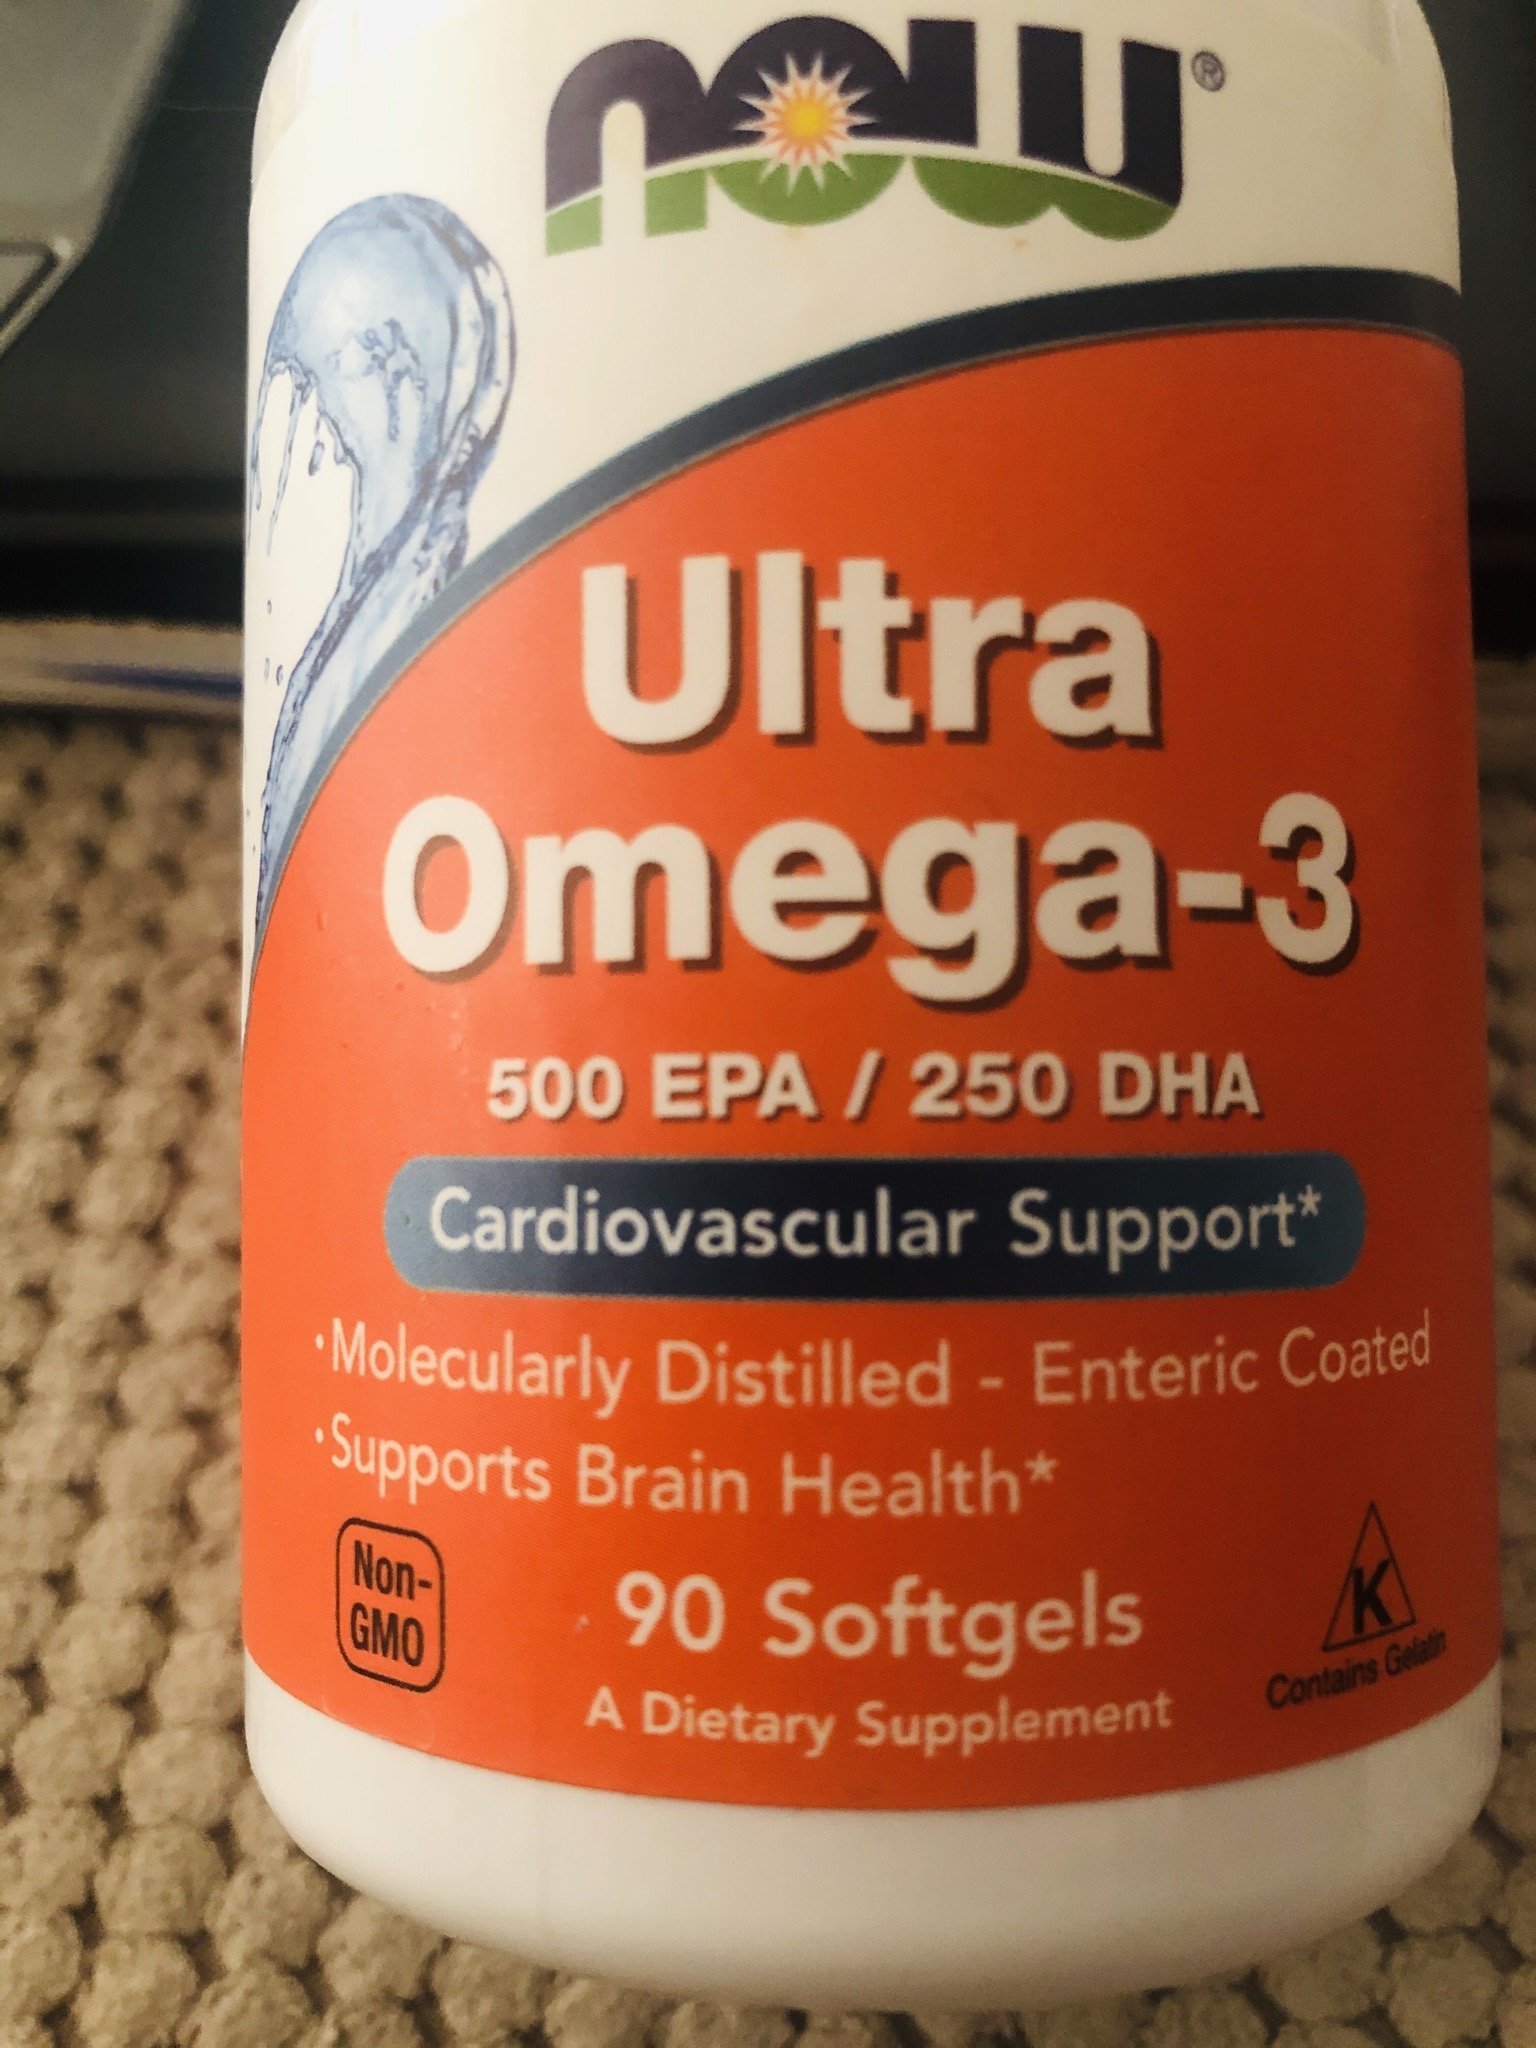 NOW®
Ultra
Omega-3
500 EPA / 250 DHA
Cardiovascular Support*
·Molecularly Distilled - Enteric Coated
·Supports Brain Health*
Non-
GMO
90 Softgels
K
Contains Gelatin
A Dietary Supplement